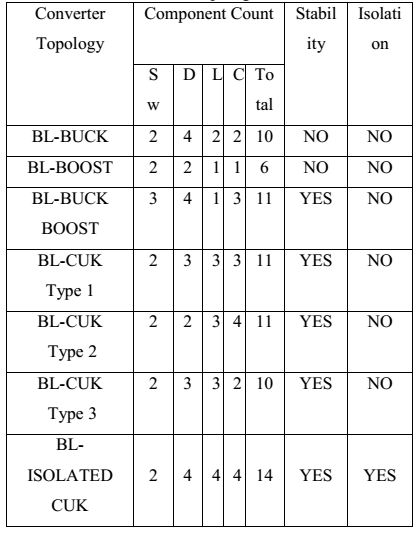 Converter Component Count Stabil Isolati
Topology ity on
S D L C To
w tal
BL-BUCK 2 4 2 2 10 NO NO
BL-BOOST 2 2 1 1 6 NO NO
BL-BUCK 3 4 1 3 11 YES NO
BOOST
BL-CUK 2 3 3 3 11 YES NO
Type 1
BL-CUK 2 2 3 4 11 YES NO
Type 2
BL-CUK 2 3 3 2 10 YES NO
Type 3
BL-
ISOLATED 2 4 4 4 14 YES YES
CUK